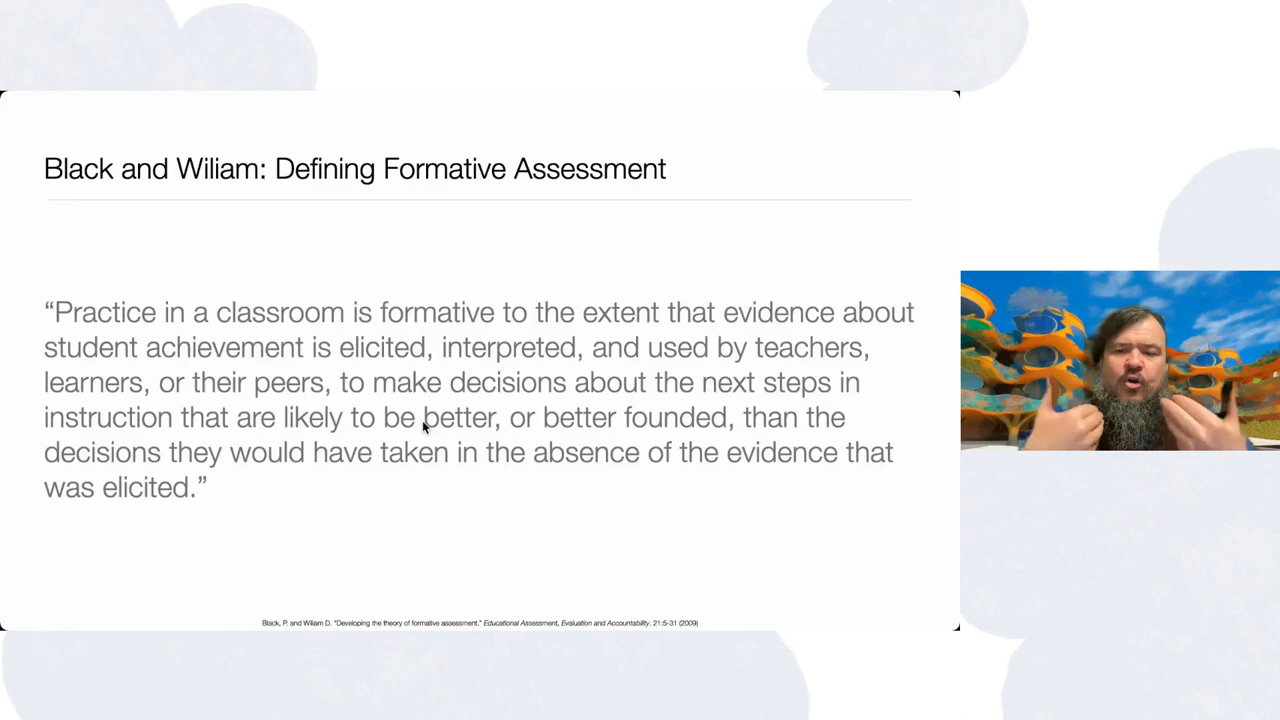 Black and Wiliam: Defining Formative Assessment
“Practice in a classroom is formative to the extent that evidence about
student achievement is elicited, interpreted, and used by teachers,
learners, or their peers, to make decisions about the next steps in
instruction that are likely to be better, or better founded, than the
decisions they would have taken in the absence of the evidence that
was elicited.”
Black, P. and Wiliam D. “Developing the theory of formative assessment.” Educational Assessment, Evaluation and Accountability. 21:5-31 (2009)